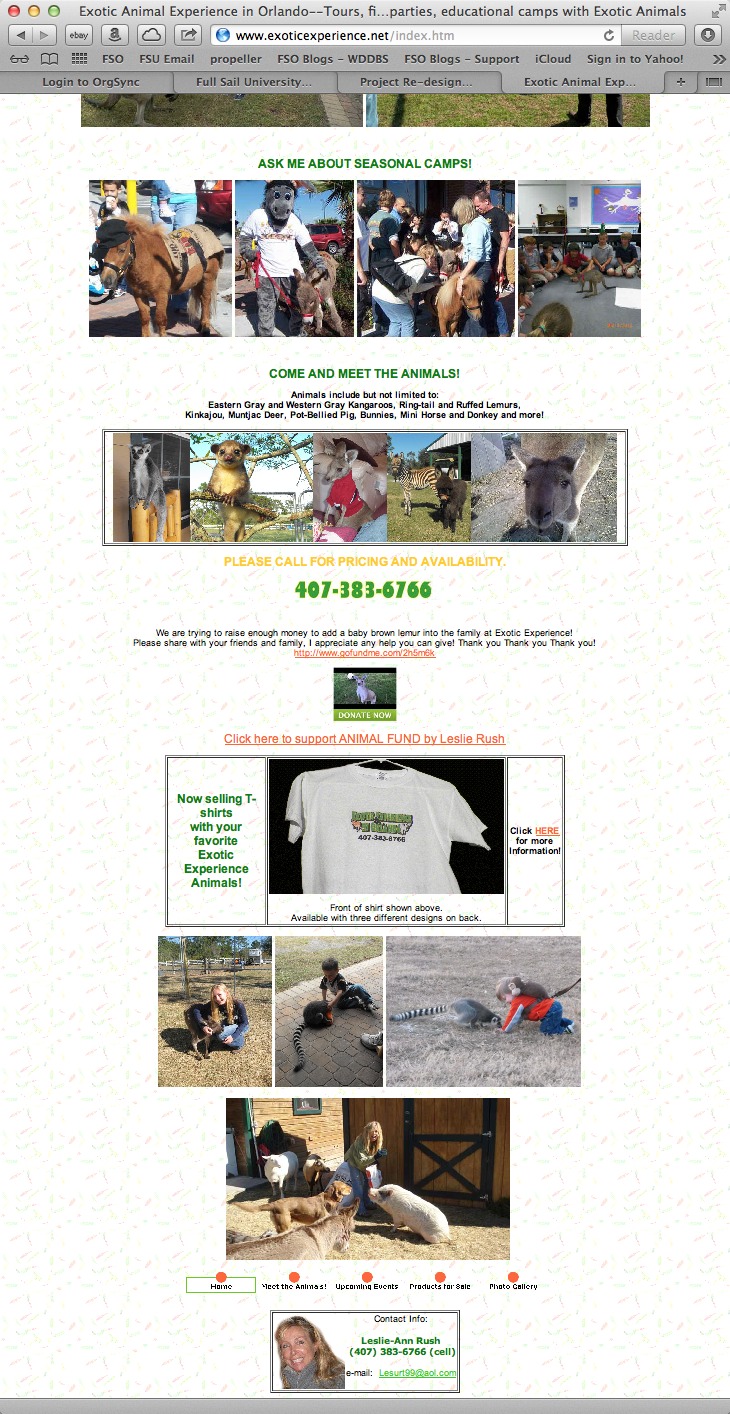 Exotic Animal Experience in Orlando--Tours, fi...parties, educational camps with Exotic Animals
ebay
www.exoticexperience.net/index.htm
Reader
FSO FSU Email propeller FSO Blogs - WDDBS FSO Blogs - Support iCloud Sign in to Yahoo!
Login to OrgSync Full Sail University... Project Re-design... Exotic Animal Exp...
ASK ME ABOUT SEASONAL CAMPS!
COME AND MEET THE ANIMALS!
Animals include but not limited to:
Eastern Gray and Western Gray Kangaroos, Ring-tail and Ruffed Lemurs,
Kinkajou, Muntjac Deer, Pot-Bellied Pig, Bunnies, Mini Horse and Donkey and more!
PLEASE CALL FOR PRICING AND AVAILABILITY.
407-383-6766
We are trying to raise enough money to add a baby brown lemur into the family at Exotic Experience!
Please share with your friends and family, I appreciate any help you can give! Thank you Thank you Thank you!
http://www.gofundme.com/2h5m6k
DONATE NOW
Click here to support ANIMAL FUND by Leslie Rush
Now selling T-
shirts
with your
favorite
Exotic
Experience
Animals!
407-383-6766
Front of shirt shown above.
Available with three different designs on back.
Click HERE
for more
Information!
Home Meet the Animals! Upcoming Events Products for Sale Photo Gallery
Contact Info:
Leslie-Ann Rush
(407) 383-6766 (cell)
e-mail: Lesurt99@aol.com